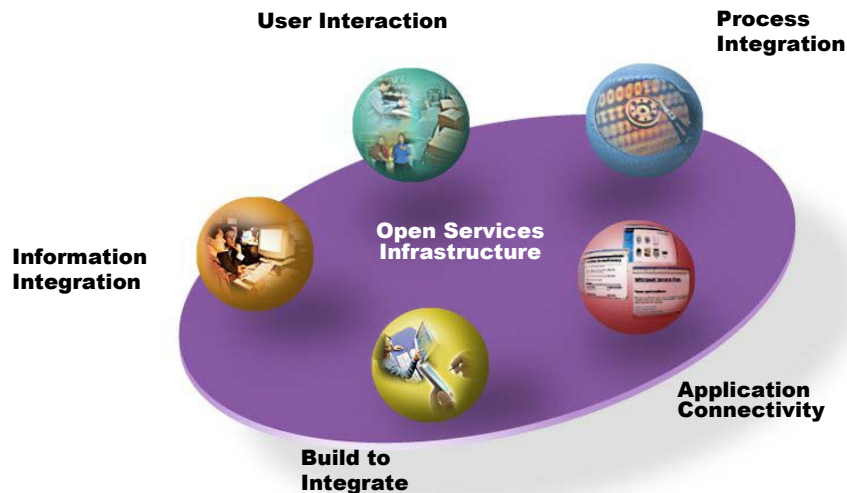 User Interaction
Process
Integration
Open Services
Infrastructure
Information
Integration
Application
Connectivity
Build to
Integrate